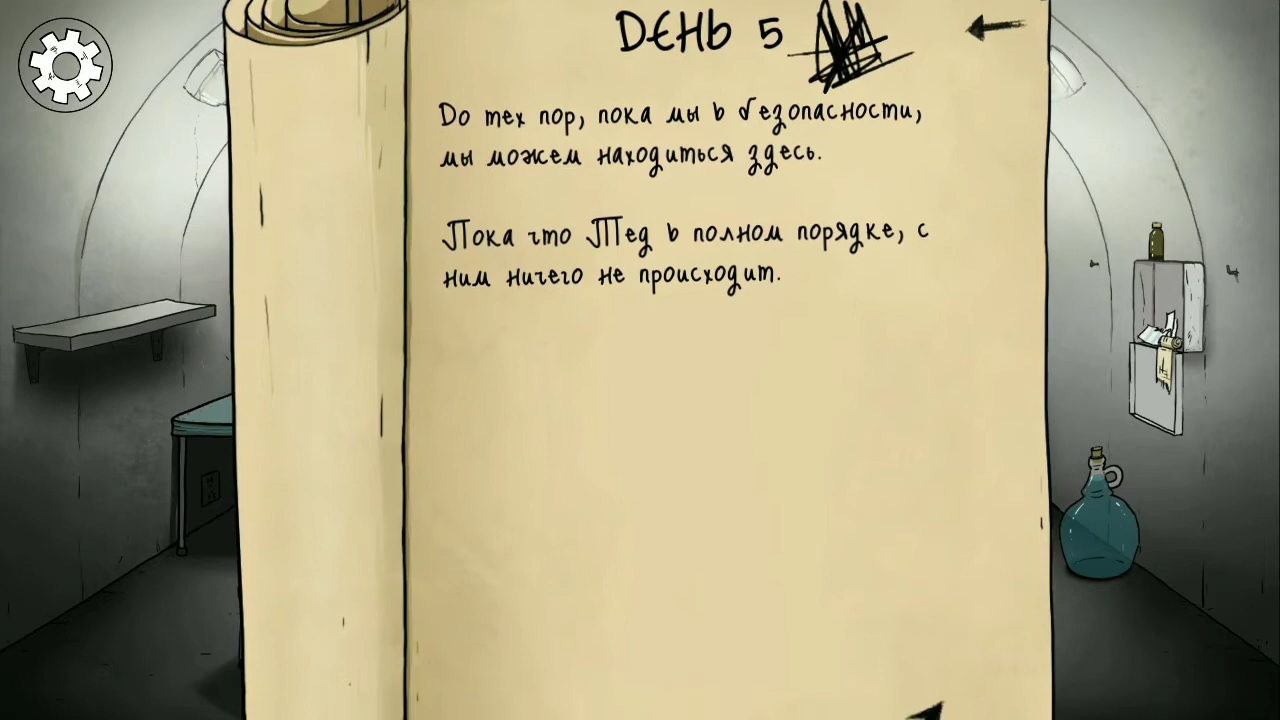 ДЕНЬ 5
До тех пор, пока мы в безопасности,
мы можем находиться здесь.
Пока что Тед в полном порядке, с
ним ничего не происходит.